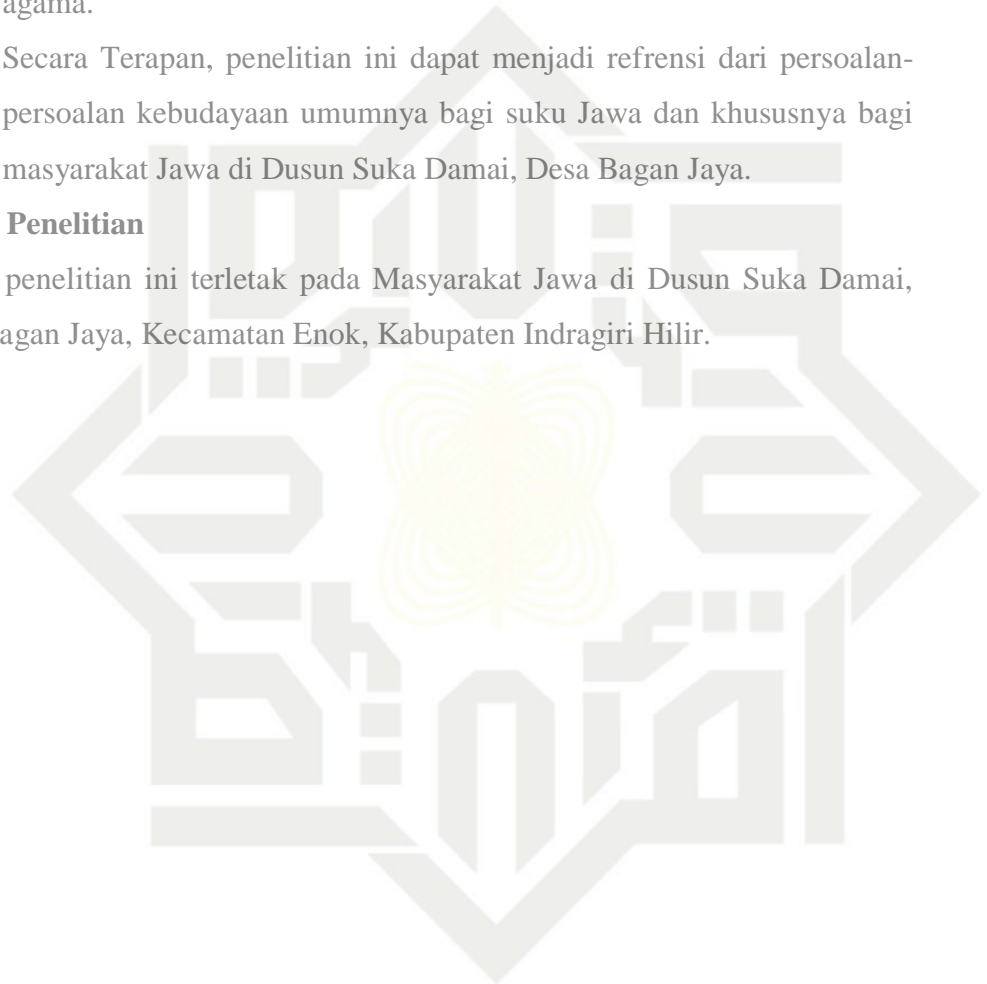 agama.
Secara Terapan, penelitian ini dapat menjadi refrensi dari persoalan-
persoalan kebudayaan umumnya bagi suku Jawa dan khususnya bagi
masyarakat Jawa di Dusun Suka Damai, Desa Bagan Jaya.
Penelitian
penelitian ini terletak pada Masyarakat Jawa di Dusun Suka Damai,
agan Jaya, Kecamatan Enok, Kabupaten Indragiri Hilir.